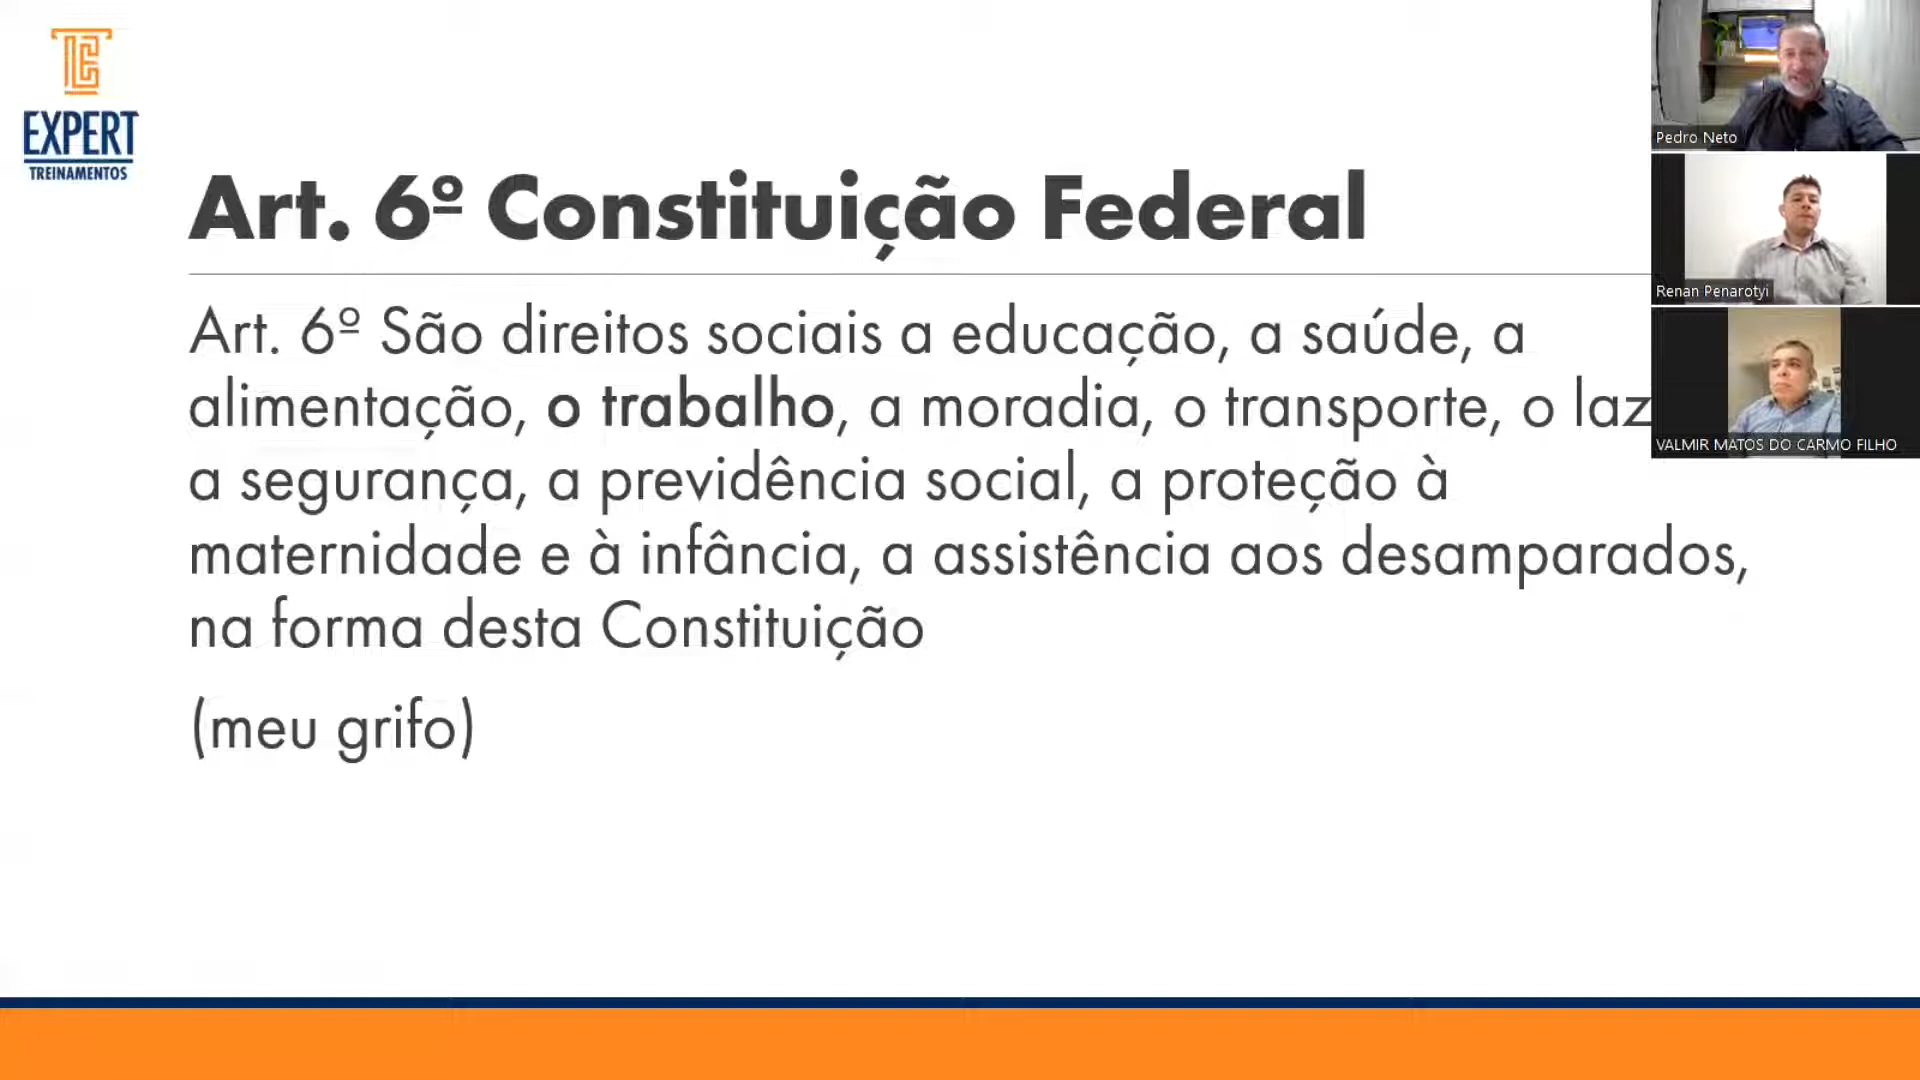 EXPERT
TREINAMENTOS
Art. 6º Constituição Federal
Art. 6º São direitos sociais a educação, a saúde, a
alimentação, o trabalho, a moradia, o transporte, o laz
a segurança, a previdência social, a proteção à
maternidade e à infância, a assistência aos desamparados,
na forma desta Constituição
(meu grifo)
Pedro Neto
Renan Penarotyi
VALMIR MATOS DO CARMO FILHO